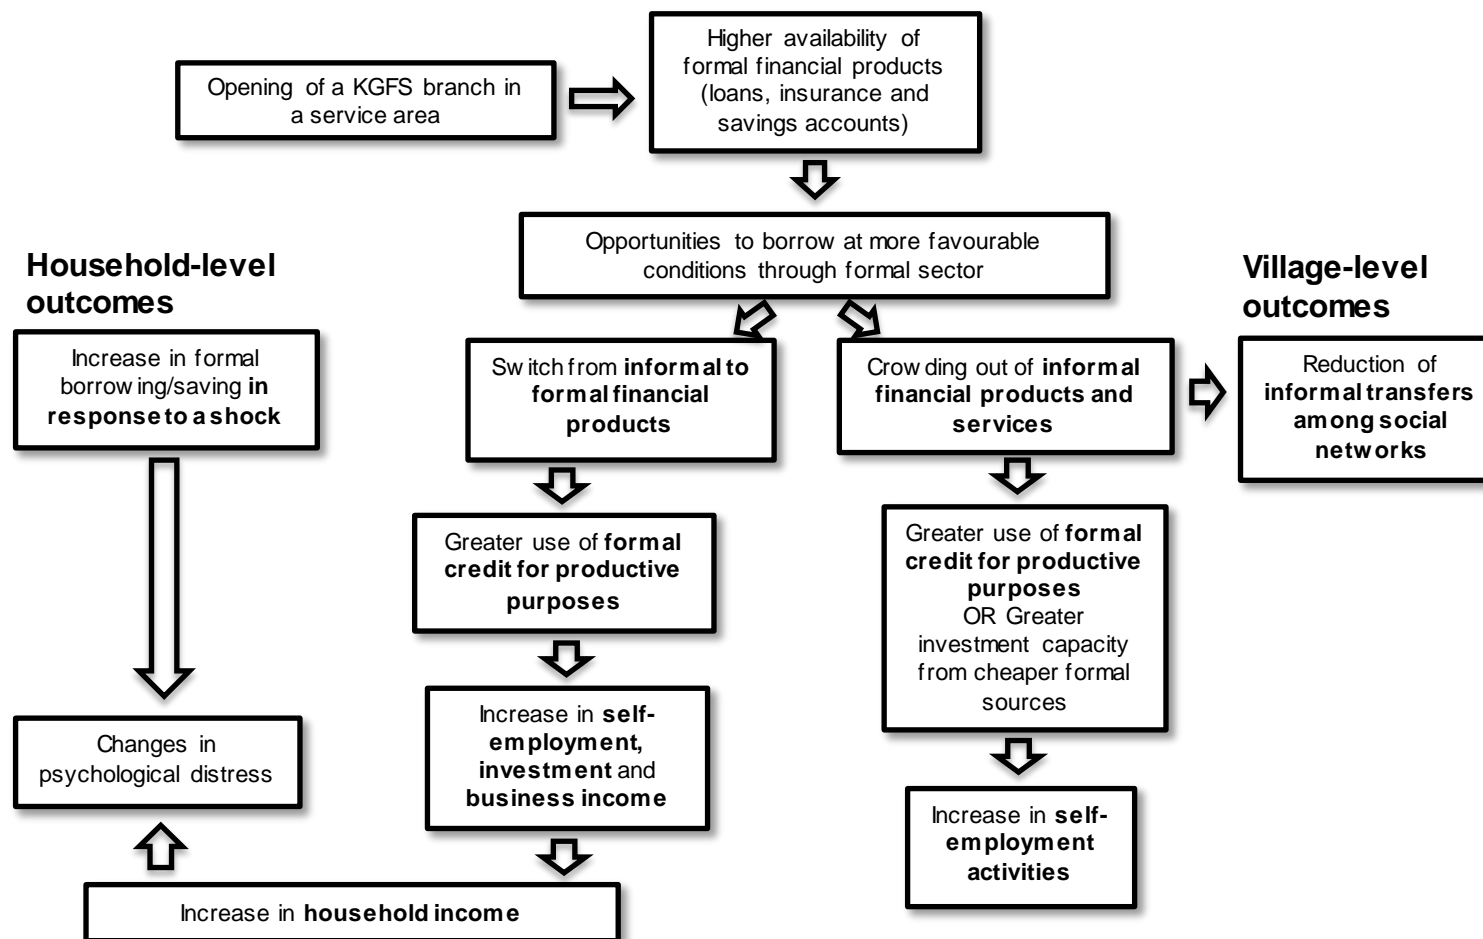 Opening of a KGFS branch in
a service area
Higher availability of
formal financial products
(loans, insurance and
savings accounts)
Opportunities to borrow at more favourable
conditions through formal sector
Household-level
outcomes
Village-level
outcomes
Increase in formal
borrowing/saving in
response to a shock
Switch from informal to
formal financial
products
Crowding out of informal
financial products and
services
Reduction of
informal transfers
among social
networks
Greater use of formal
credit for productive
purposes
Greater use of formal
credit for productive
purposes
OR Greater
investment capacity
from cheaper formal
sources
Changes in
psychological distress
Increase in self-
employment,
investment and
business income
Increase in self-
employment
activities
Increase in household income